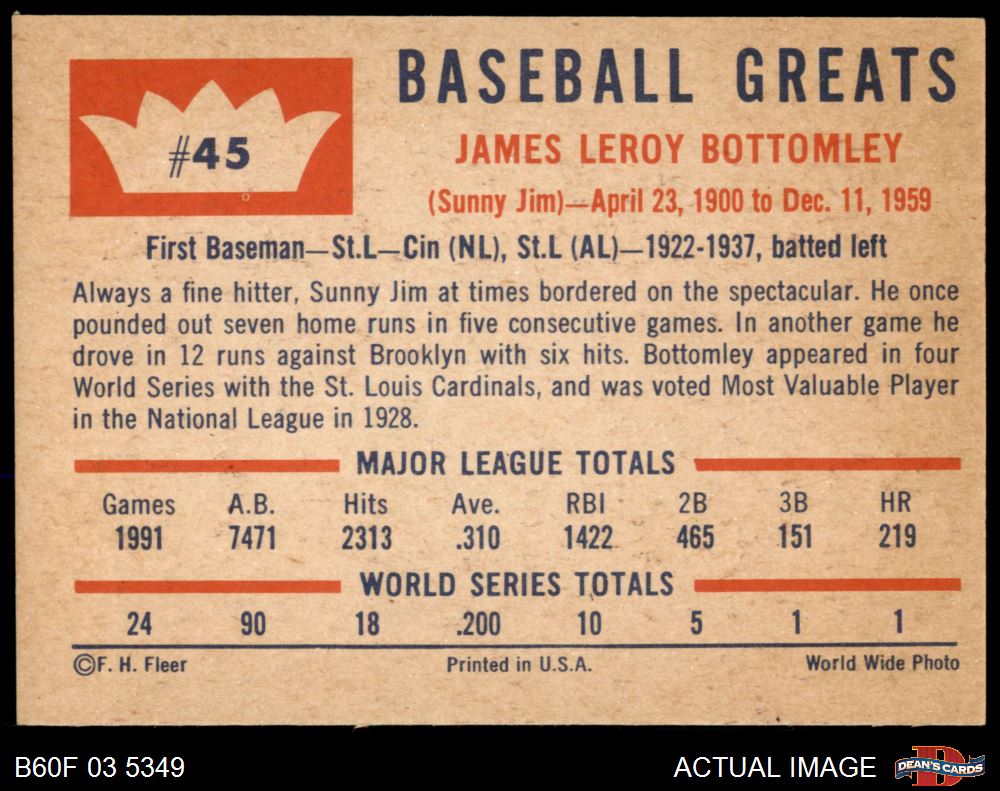 #45
BASEBALL GREATS
JAMES LEROY BOTTOMLEY
(Sunny Jim)—April 23, 1900 to Dec. 11, 1959
First Baseman—St.L—Cin (NL), St.L (AL)—1922-1937, batted left
Always a fine hitter, Sunny Jim at times bordered on the spectacular. He once
pounded out seven home runs in five consecutive games. In another game he
drove in 12 runs against Brooklyn with six hits. Bottomley appeared in four
World Series with the St. Louis Cardinals, and was voted Most Valuable Player
in the National League in 1928.
MAJOR LEAGUE TOTALS
Games A.B. Hits Ave. RBI 2B 3B HR
1991 7471 2313 .310 1422 465 151 219
WORLD SERIES TOTALS
24 90 18 .200 10 5 1 1
©F. H. Fleer Printed in U.S.A. World Wide Photo
B60F 03 5349 ACTUAL IMAGE DEAN'S CARDS